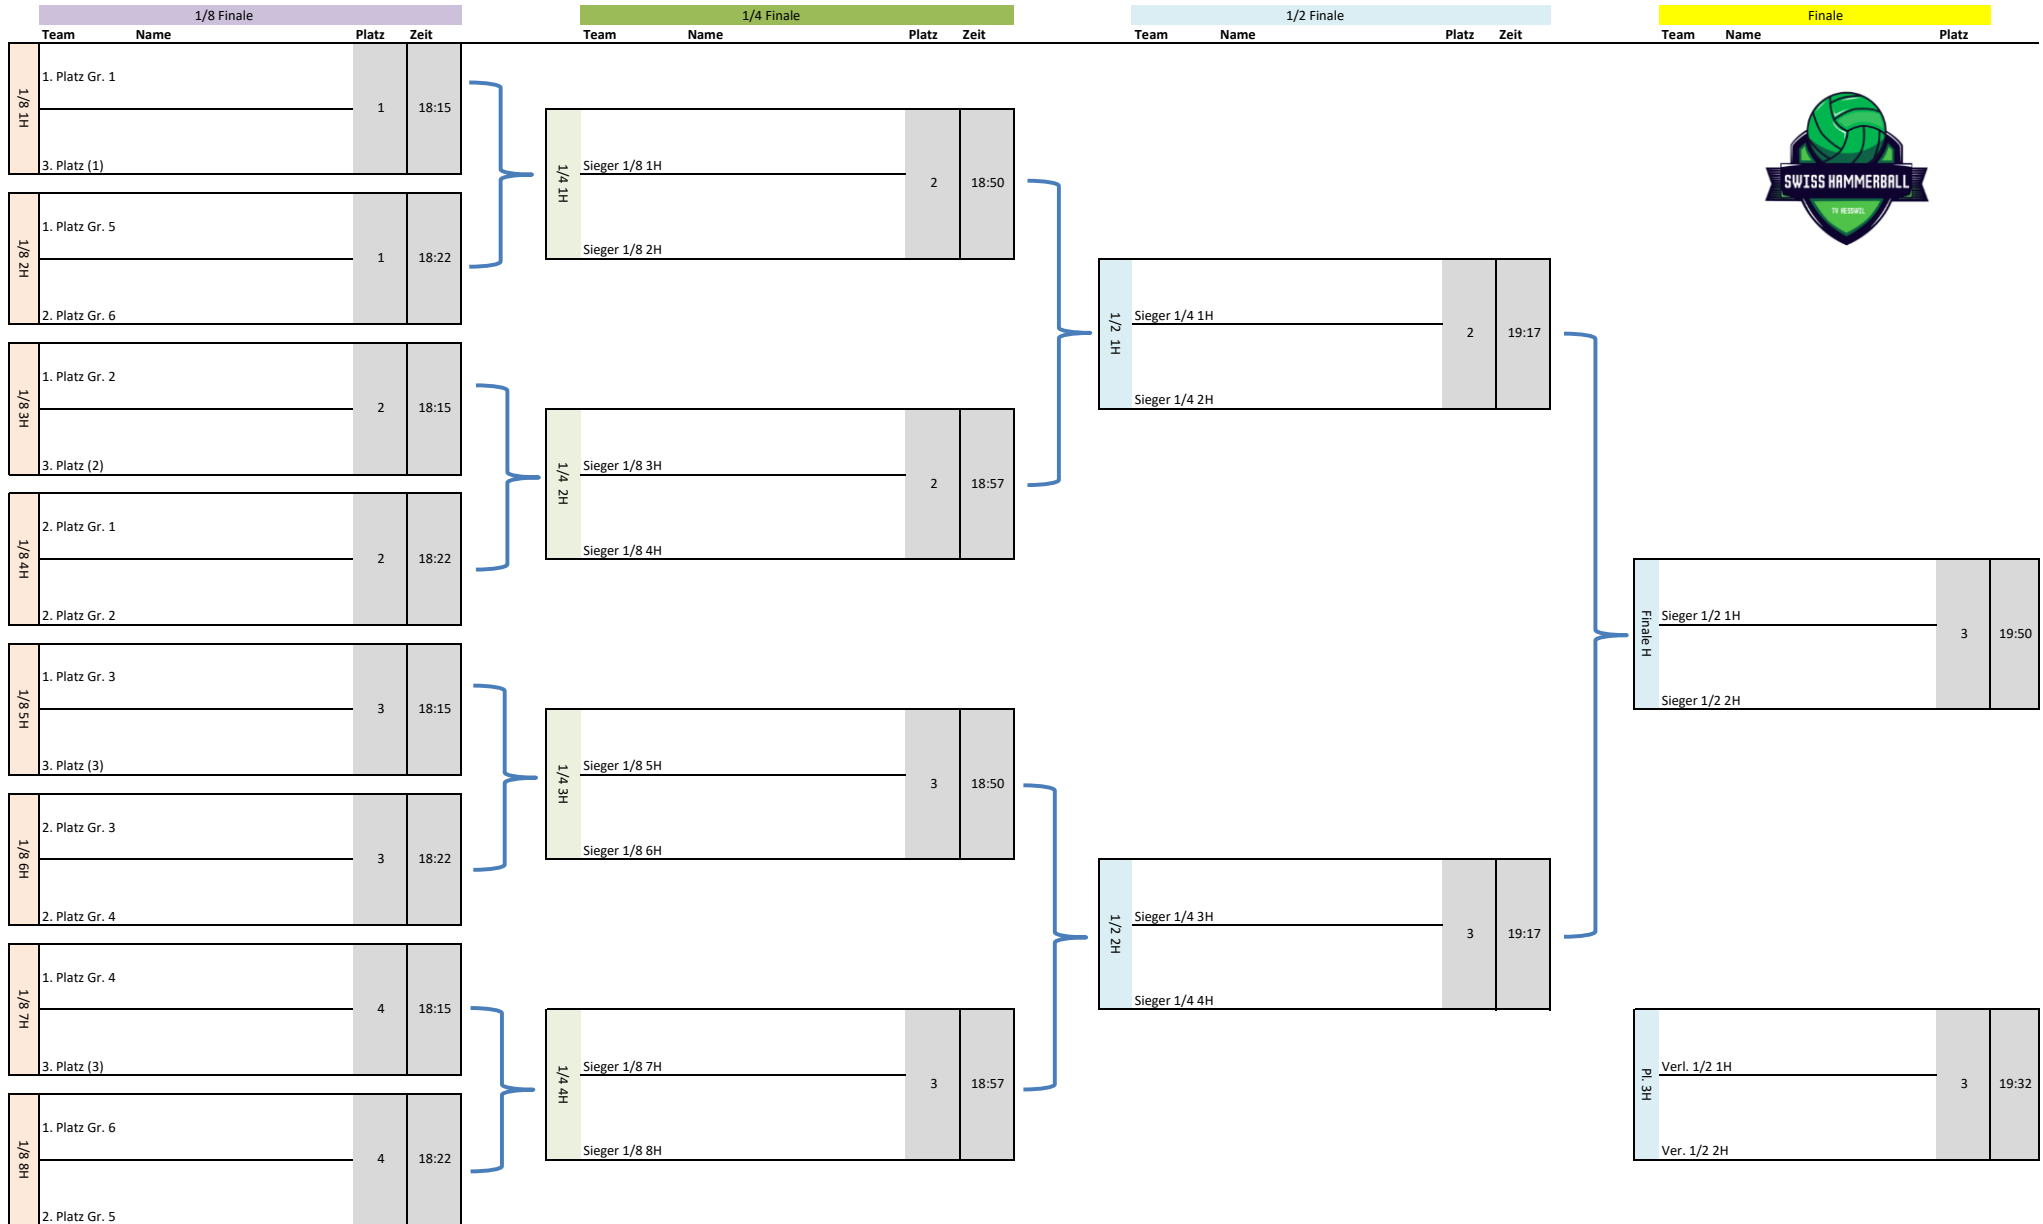 1/8 Finale 1/4 Finale 1/2 Finale Finale
Team Name Platz Zeit Team Name Platz Zeit Team Name Platz Zeit Team Name Platz
1/8 1H
1. Platz Gr. 1
1 18:15
3. Platz (1)
1/8 2H
1. Platz Gr. 5
1 18:22
2. Platz Gr. 6
1/8 3H
1. Platz Gr. 2
2 18:15
3. Platz (2)
1/8 4H
2. Platz Gr. 1
2 18:22
2. Platz Gr. 2
1/8 5H
1. Platz Gr. 3
3 18:15
3. Platz (3)
1/8 6H
2. Platz Gr. 3
3 18:22
2. Platz Gr. 4
1/8 7H
1. Platz Gr. 4
4 18:15
3. Platz (3)
1/8 8H
1. Platz Gr. 6
4 18:22
2. Platz Gr. 5
1/4 1H
Sieger 1/8 1H
2 18:50
Sieger 1/8 2H
1/4 2H
Sieger 1/8 3H
2 18:57
Sieger 1/8 4H
1/4 3H
Sieger 1/8 5H
3 18:50
Sieger 1/8 6H
1/4 4H
Sieger 1/8 7H
3 18:57
Sieger 1/8 8H
1/2 1H
Sieger 1/4 1H
2 19:17
Sieger 1/4 2H
1/2 2H
Sieger 1/4 3H
3 19:17
Sieger 1/4 4H
SWISS HAMMERBALL
TV HESSWIL
Finale H
Sieger 1/2 1H
3 19:50
Sieger 1/2 2H
Pl. 3H
Verl. 1/2 1H
3 19:32
Ver. 1/2 2H